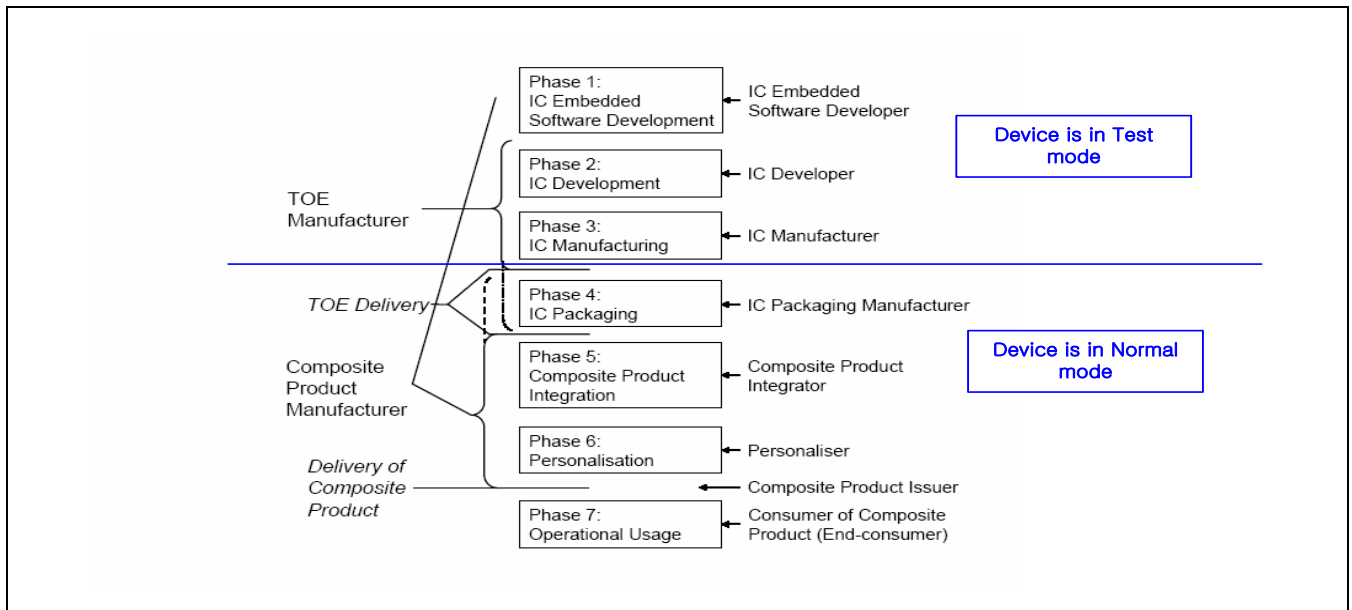 Phase 1:
IC Embedded
Software Development
IC Embedded
Software Developer
Device is in Test
mode
Phase 2:
IC Development
IC Developer
TOE
Manufacturer
Phase 3:
IC Manufacturing
IC Manufacturer
TOE Delivery
Phase 4:
IC Packaging
IC Packaging Manufacturer
Device is in Normal
mode
Composite
Product
Manufacturer
Phase 5:
Composite Product
Integration
Composite Product
Integrator
Phase 6:
Personalisation
Personaliser
Delivery of
Composite
Product
Composite Product Issuer
Phase 7:
Operational Usage
Consumer of Composite
Product (End-consumer)